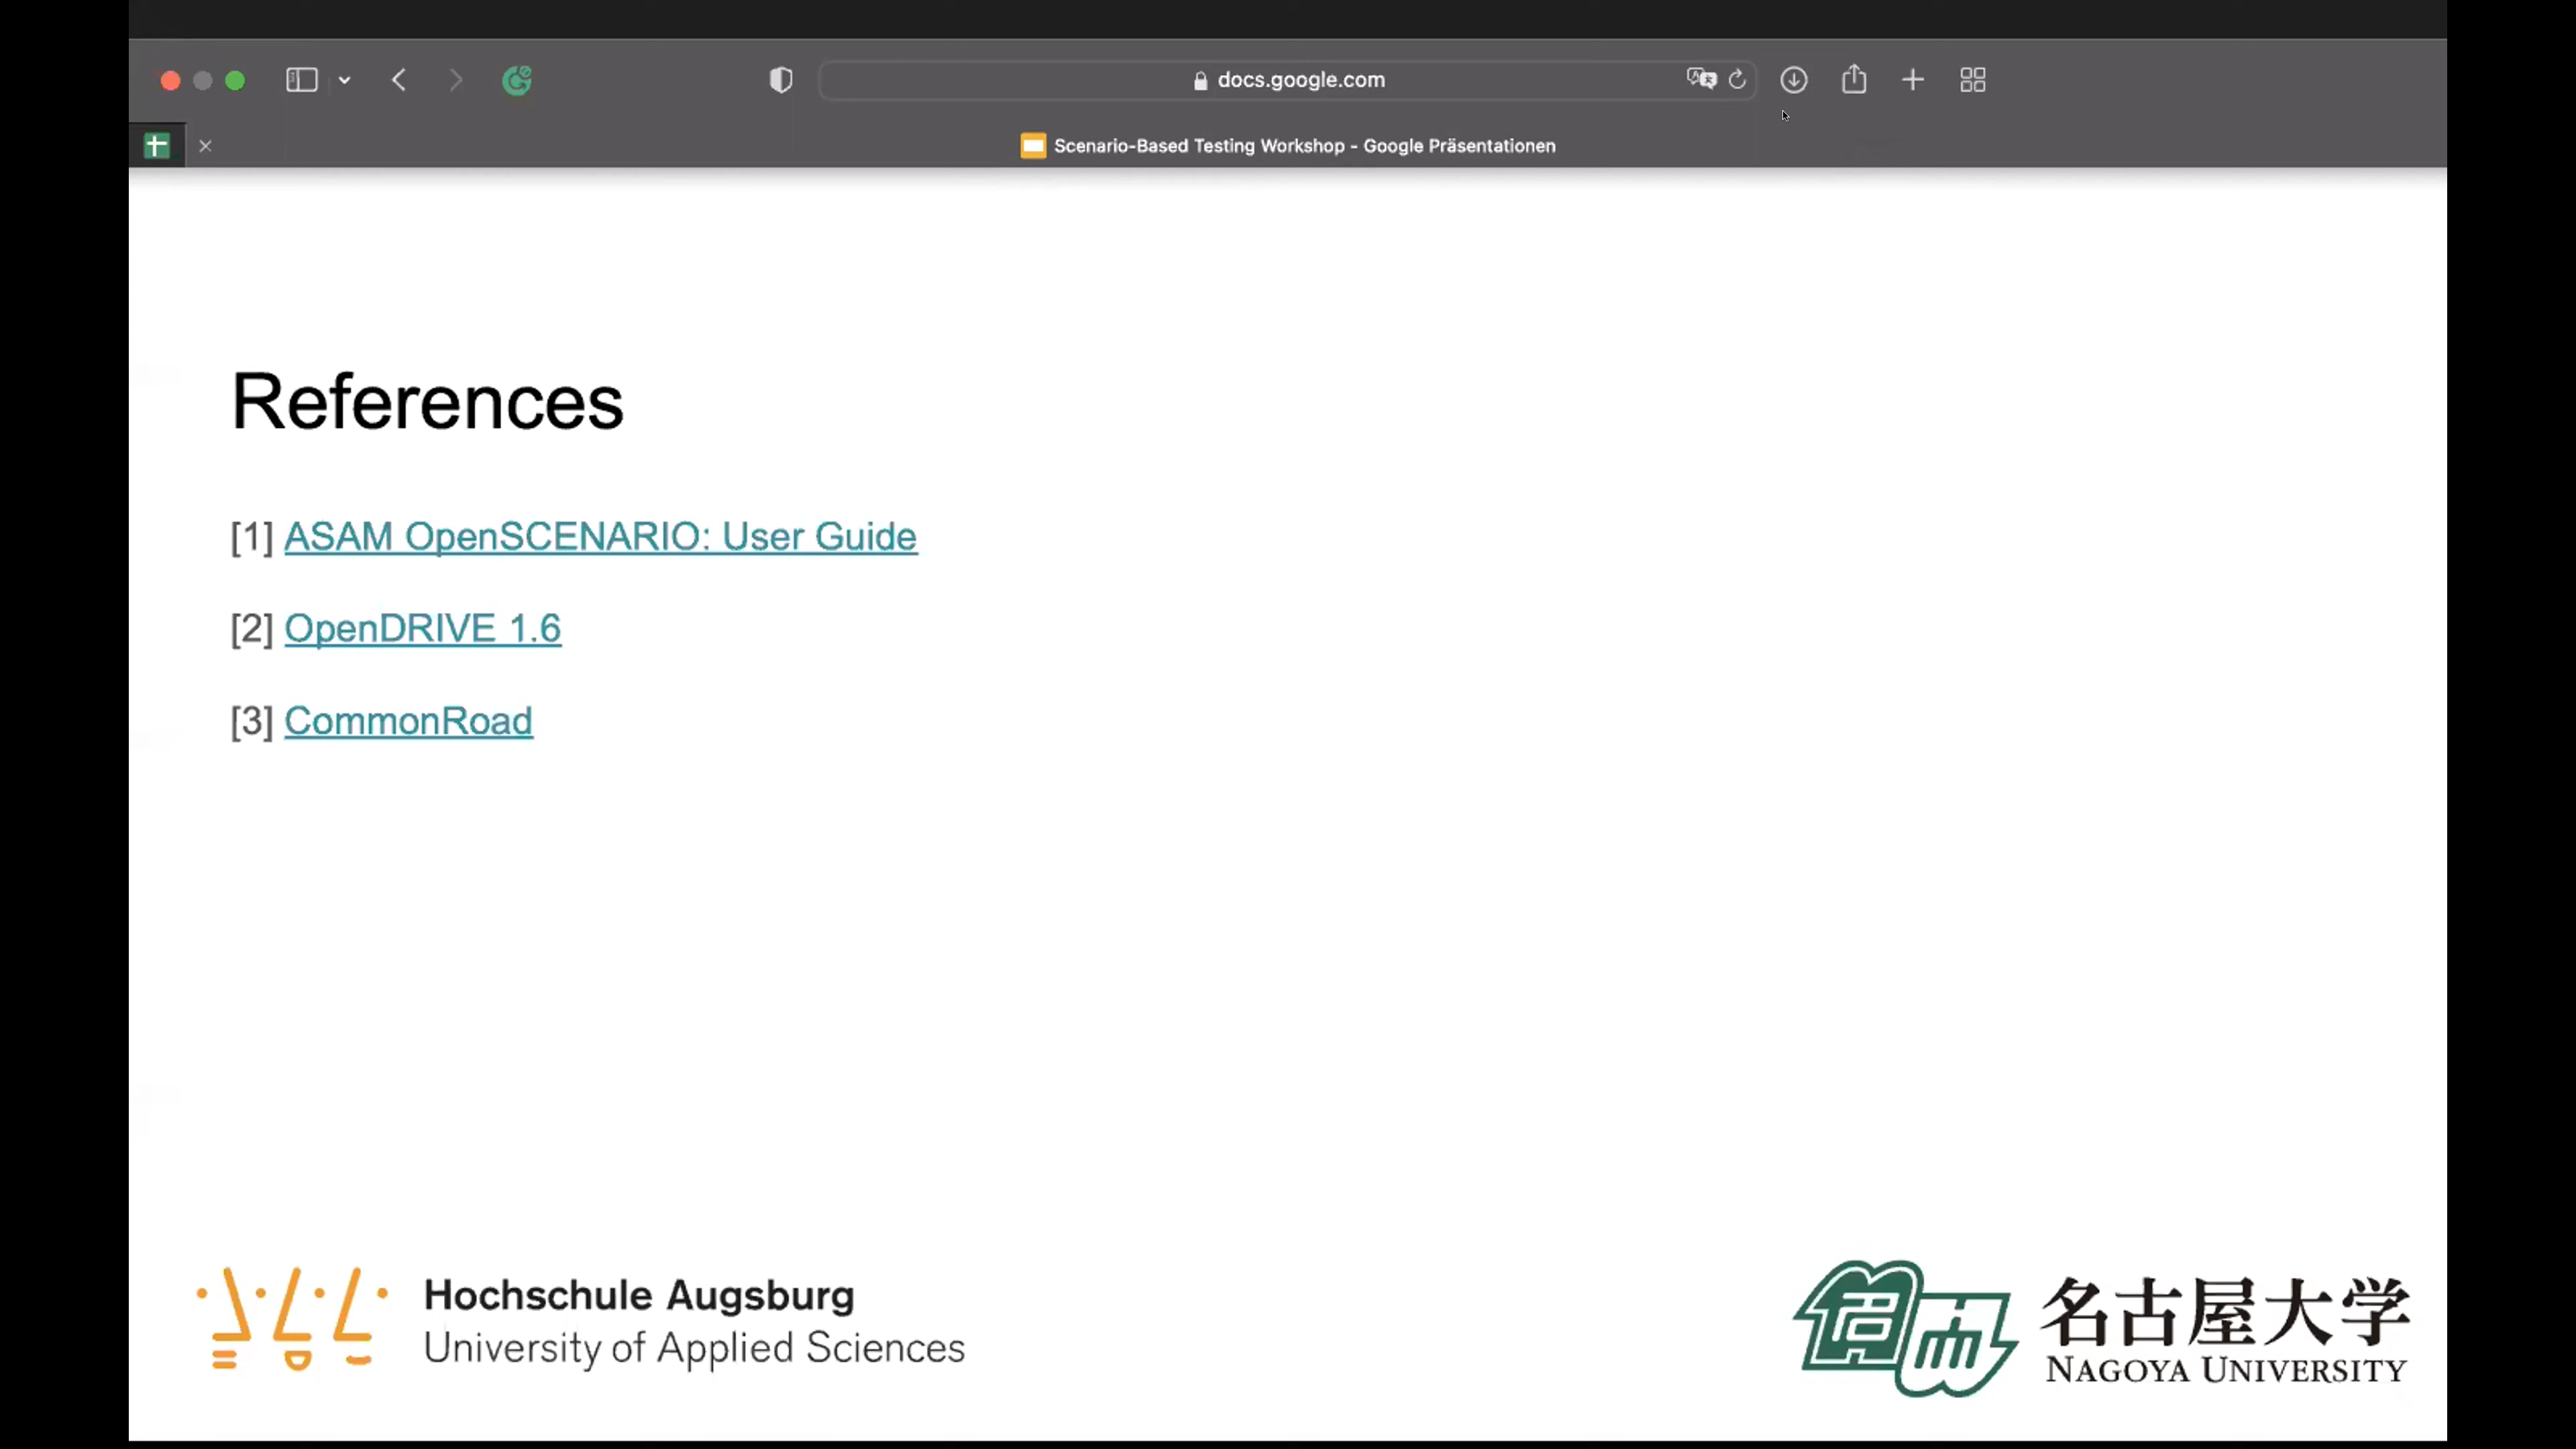 docs.google.com
Scenario-Based Testing Workshop - Google Präsentationen
References
[1] ASAM OpenSCENARIO: User Guide
[2] OpenDRIVE 1.6
[3] CommonRoad
Hochschule Augsburg
University of Applied Sciences
名古屋大学
NAGOYA UNIVERSITY